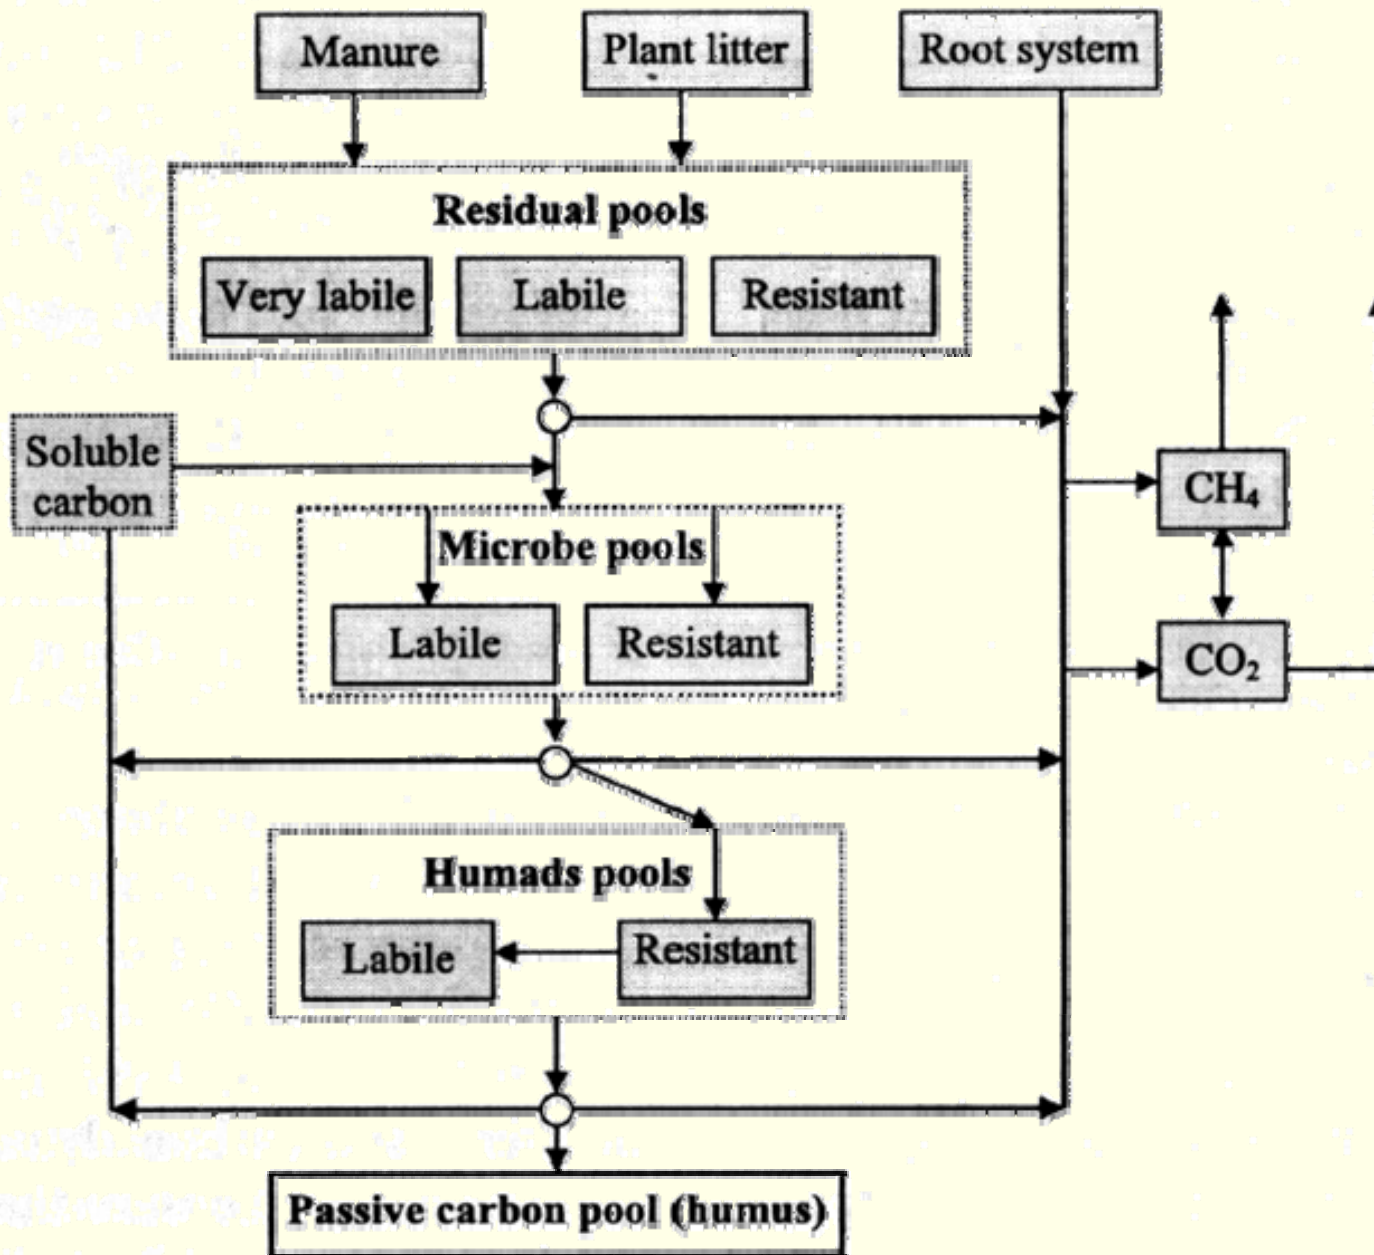 Manure
Plant litter
Root system
Residual pools
Very labile
Labile
Resistant
Soluble
carbon
Microbe pools
Labile
Resistant
CH₄
CO₂
Humads pools
Labile
Resistant
Passive carbon pool (humus)